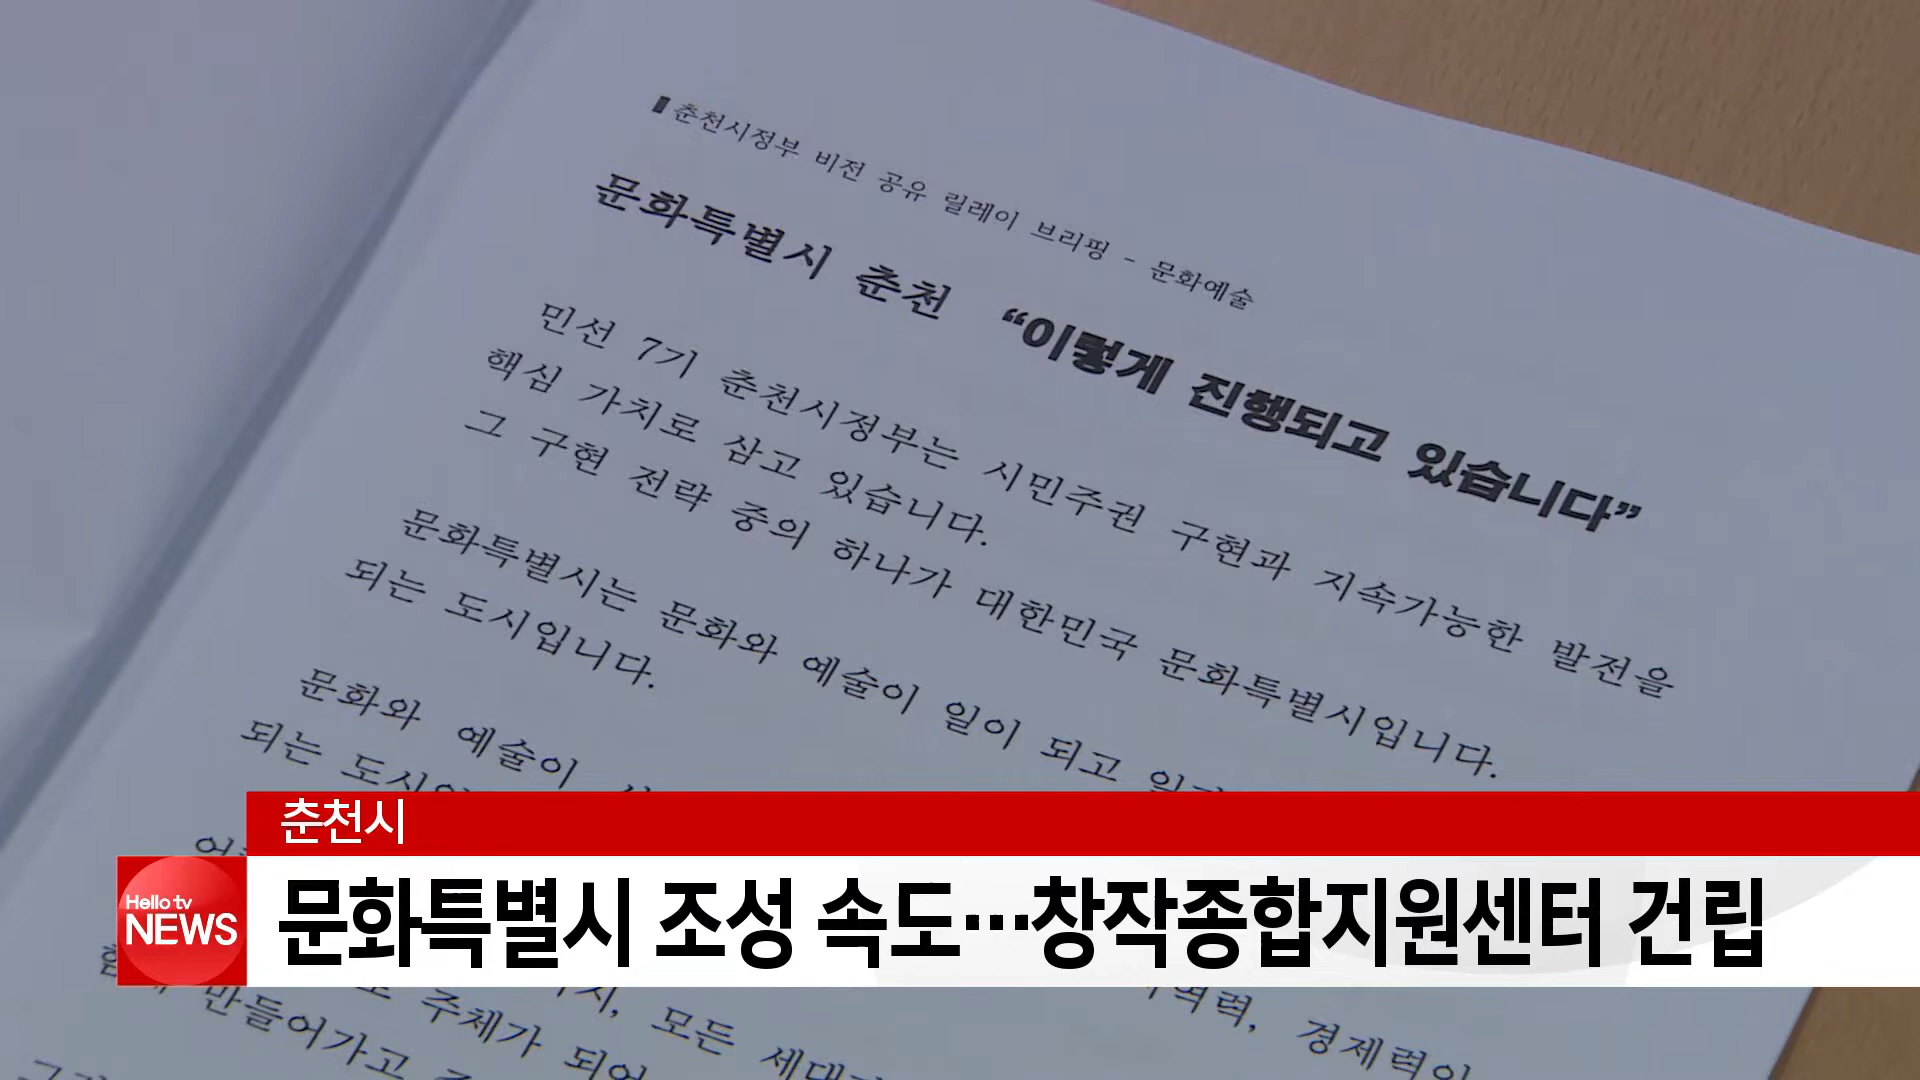 춘천시정부 비전 공유 릴레이 브리핑 - 문화예술
문화특별시 춘천 “이렇게 진행되고 있습니다”
민선 7기 춘천시정부는 시민주권 구현과 지속가능한 발전을
핵심 가치로 삼고 있습니다.
그 구현 전략 중의 하나가 대한민국 문화특별시입니다.
문화특별시는 문화와 예술이 일이 되고
되는 도시입니다.
문화와 예술이
되는
주체가 되어
모든
경제력이
만들어가고
춘천시
Hello tv
NEWS
문화특별시 조성 속도…창작종합지원센터 건립